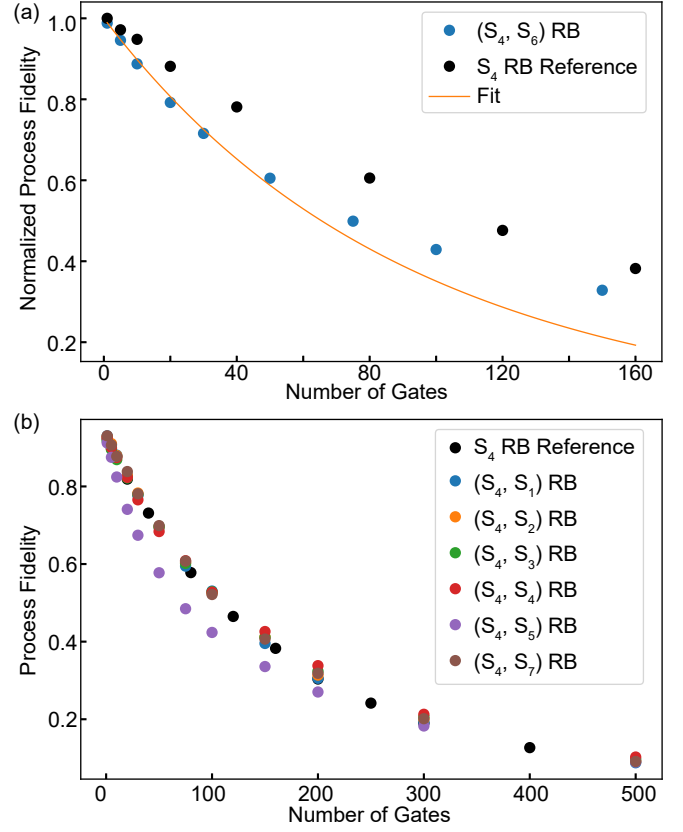 (a)
1.0
0.8
0.6
0.4
0.2
Normalized Process Fidelity
(S₄, S₆) RB
S₄ RB Reference
Fit
0 40 80 120 160
Number of Gates
(b)
0.8
0.6
0.4
0.2
Process Fidelity
S₄ RB Reference
(S₄, S₁) RB
(S₄, S₂) RB
(S₄, S₃) RB
(S₄, S₄) RB
(S₄, S₅) RB
(S₄, S₇) RB
0 100 200 300 400 500
Number of Gates